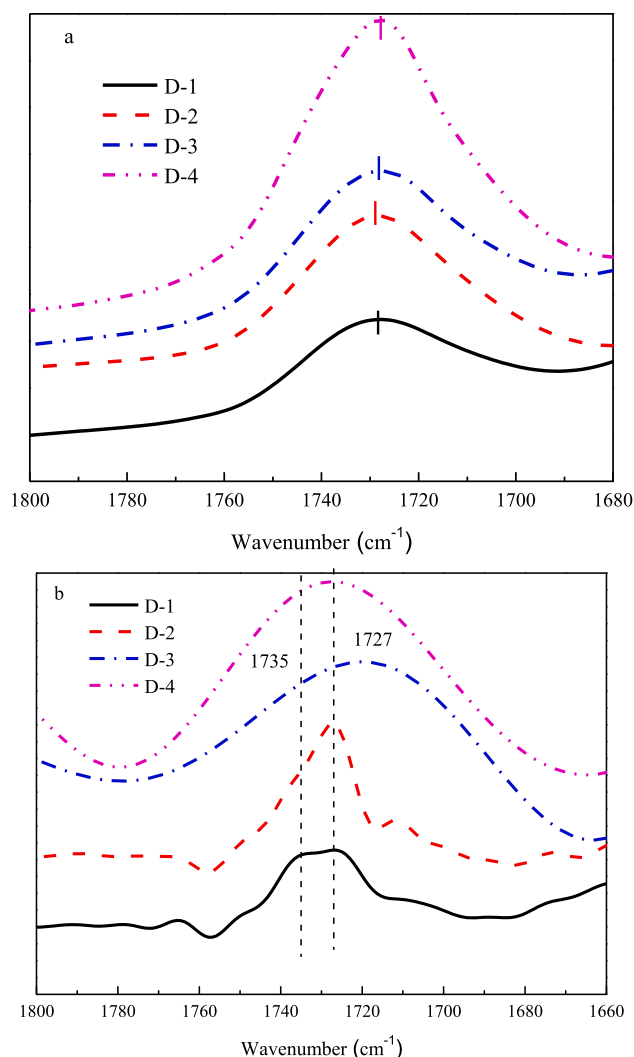 a
D-1
D-2
D-3
D-4
1800 1780 1760 1740 1720 1700 1680
Wavenumber (cm-1)
b
D-1
D-2
D-3
D-4
1735
1727
1800 1780 1760 1740 1720 1700 1680 1660
Wavenumber (cm-1)